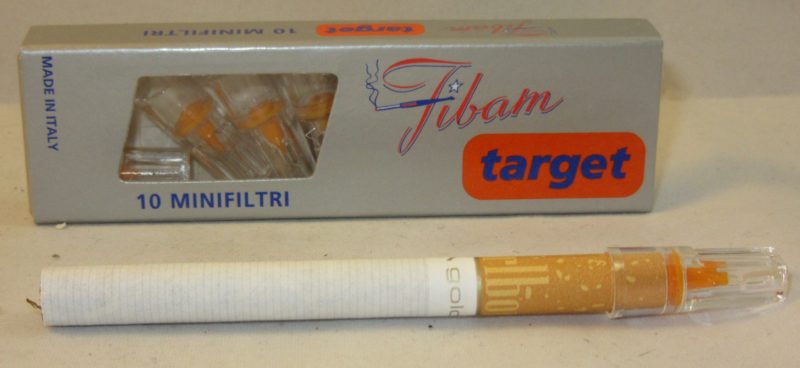 10 MINIFILTRI
target
MADE IN ITALY
Fibam
target
10 MINIFILTRI
gold